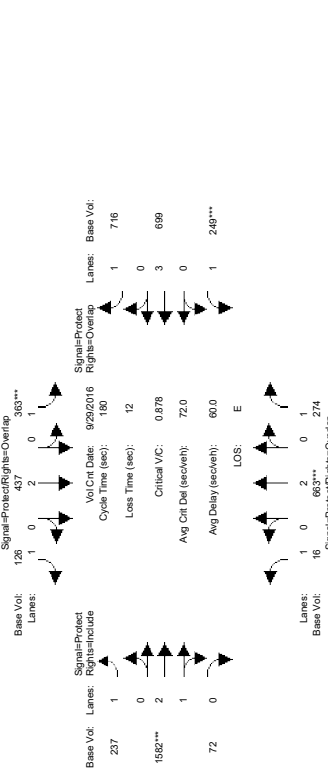 Signal=Protect/Rights=Overlap
Base Vol: 126 437 363***
Lanes: 1 0 2 0 1
Signal=Protect
Rights=Include
Base Vol: Lanes:
237 1
0
1582*** 2
1
72 0
Vol Cnt Date: 9/29/2016
Cycle Time (sec): 180
Loss Time (sec): 12
Critical V/C: 0.878
Avg Crit Del (sec/veh): 72.0
Avg Delay (sec/veh): 60.0
LOS: E
Signal=Protect
Rights=Overlap
Lanes: Base Vol:
1 716
0
3 699
0
1 249***
Lanes: 1 0 2 0 1
Base Vol: 16 663*** 274